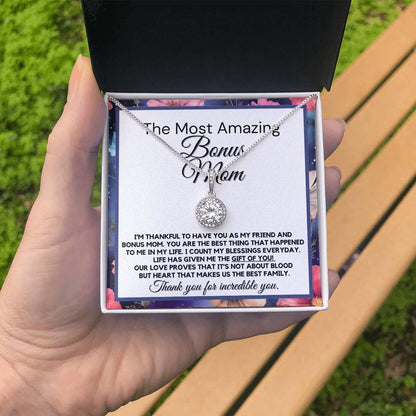 The Most Amazing
Bonus
Mom
I'M THANKFUL TO HAVE YOU AS MY FRIEND AND
BONUS MOM. YOU ARE THE BEST THING THAT HAPPENED
TO ME IN MY LIFE. I COUNT MY BLESSINGS EVERYDAY.
LIFE HAS GIVEN ME THE GIFT OF YOU!
OUR LOVE PROVES THAT IT'S NOT ABOUT BLOOD
BUT HEART THAT MAKES US THE BEST FAMILY.
Thank you for incredible you.